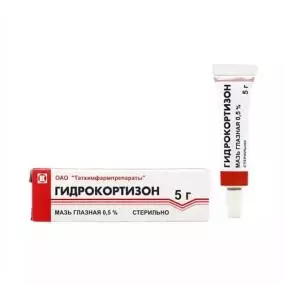 ОАО "Татхимфармпрепараты"
ГИДРОКОРТИЗОН 5 г
МАЗЬ ГЛАЗНАЯ 0,5 % СТЕРИЛЬНО
ГИДРОКОРТИЗОН 5 г
МАЗЬ ГЛАЗНАЯ 0,5%
СТЕРИЛЬНО